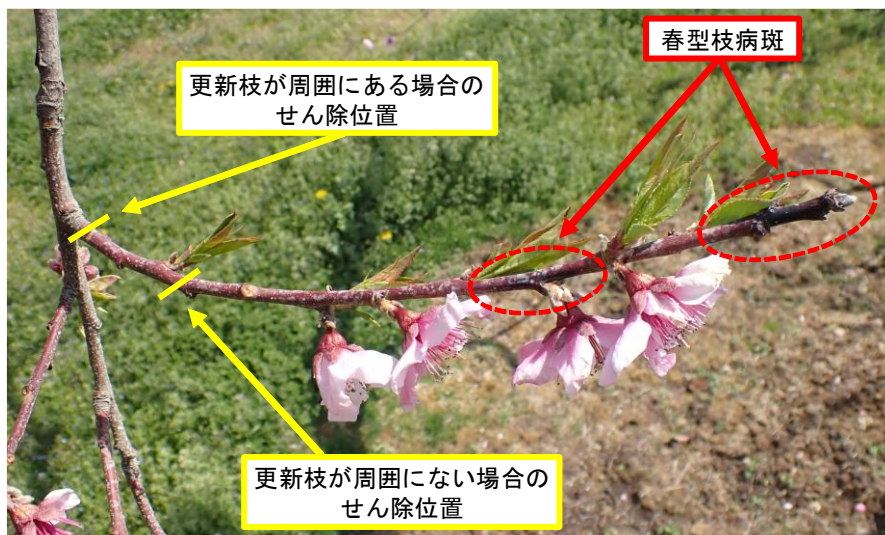 春型枝病斑
更新枝が周囲にある場合の
せん除位置
更新枝が周囲にない場合の
せん除位置